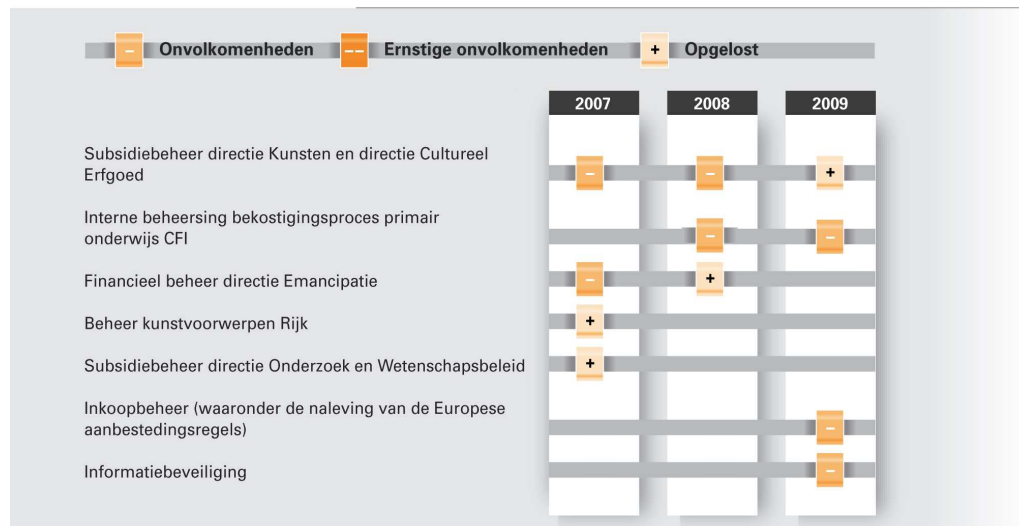 – Onvolkomenheden –– Ernstige onvolkomenheden + Opgelost
2007 2008 2009
Subsidiebeheer directie Kunsten en directie Cultureel
Erfgoed – – +
Interne beheersing bekostigingsproces primair
onderwijs CFI – –
Financieel beheer directie Emancipatie – +
Beheer kunstvoorwerpen Rijk +
Subsidiebeheer directie Onderzoek en Wetenschapsbeleid +
Inkoopbeheer (waaronder de naleving van de Europese
aanbestedingsregels) –
Informatiebeveiliging –